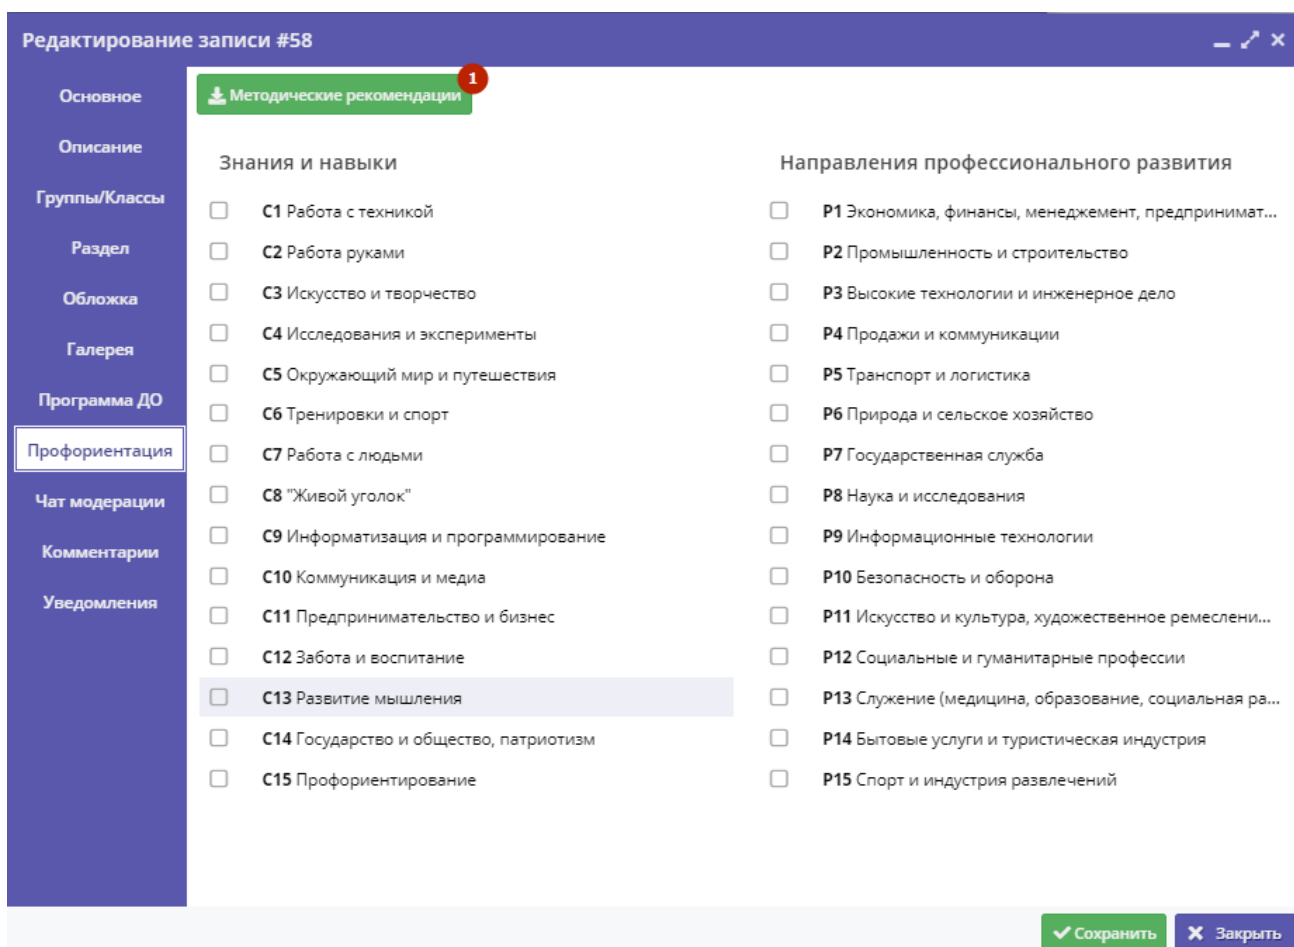 Редактирование записи #58
Основное
Описание
Группы/Классы
Раздел
Обложка
Галерея
Программа ДО
Профориентация
Чат модерации
Комментарии
Уведомления
Методические рекомендации
1
Знания и навыки
C1 Работа с техникой
C2 Работа руками
C3 Искусство и творчество
C4 Исследования и эксперименты
C5 Окружающий мир и путешествия
C6 Тренировки и спорт
C7 Работа с людьми
C8 "Живой уголок"
C9 Информатизация и программирование
C10 Коммуникация и медиа
C11 Предпринимательство и бизнес
C12 Забота и воспитание
C13 Развитие мышления
C14 Государство и общество, патриотизм
C15 Профориентирование
Направления профессионального развития
P1 Экономика, финансы, менеджмент, предпринимат...
P2 Промышленность и строительство
P3 Высокие технологии и инженерное дело
P4 Продажи и коммуникации
P5 Транспорт и логистика
P6 Природа и сельское хозяйство
P7 Государственная служба
P8 Наука и исследования
P9 Информационные технологии
P10 Безопасность и оборона
P11 Искусство и культура, художественное ремеслени...
P12 Социальные и гуманитарные профессии
P13 Служение (медицина, образование, социальная ра...
P14 Бытовые услуги и туристическая индустрия
P15 Спорт и индустрия развлечений
Сохранить
Закрыть